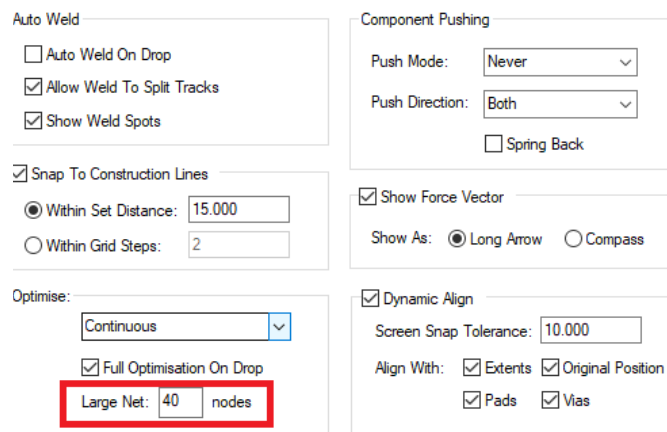 Auto Weld
Auto Weld On Drop
Allow Weld To Split Tracks
Show Weld Spots
Snap To Construction Lines
Within Set Distance: 15.000
Within Grid Steps: 2
Optimise:
Continuous
Full Optimisation On Drop
Large Net: 40 nodes
Component Pushing
Push Mode: Never
Push Direction: Both
Spring Back
Show Force Vector
Show As: Long Arrow Compass
Dynamic Align
Screen Snap Tolerance: 10.000
Align With: Extents Original Position
Pads Vias